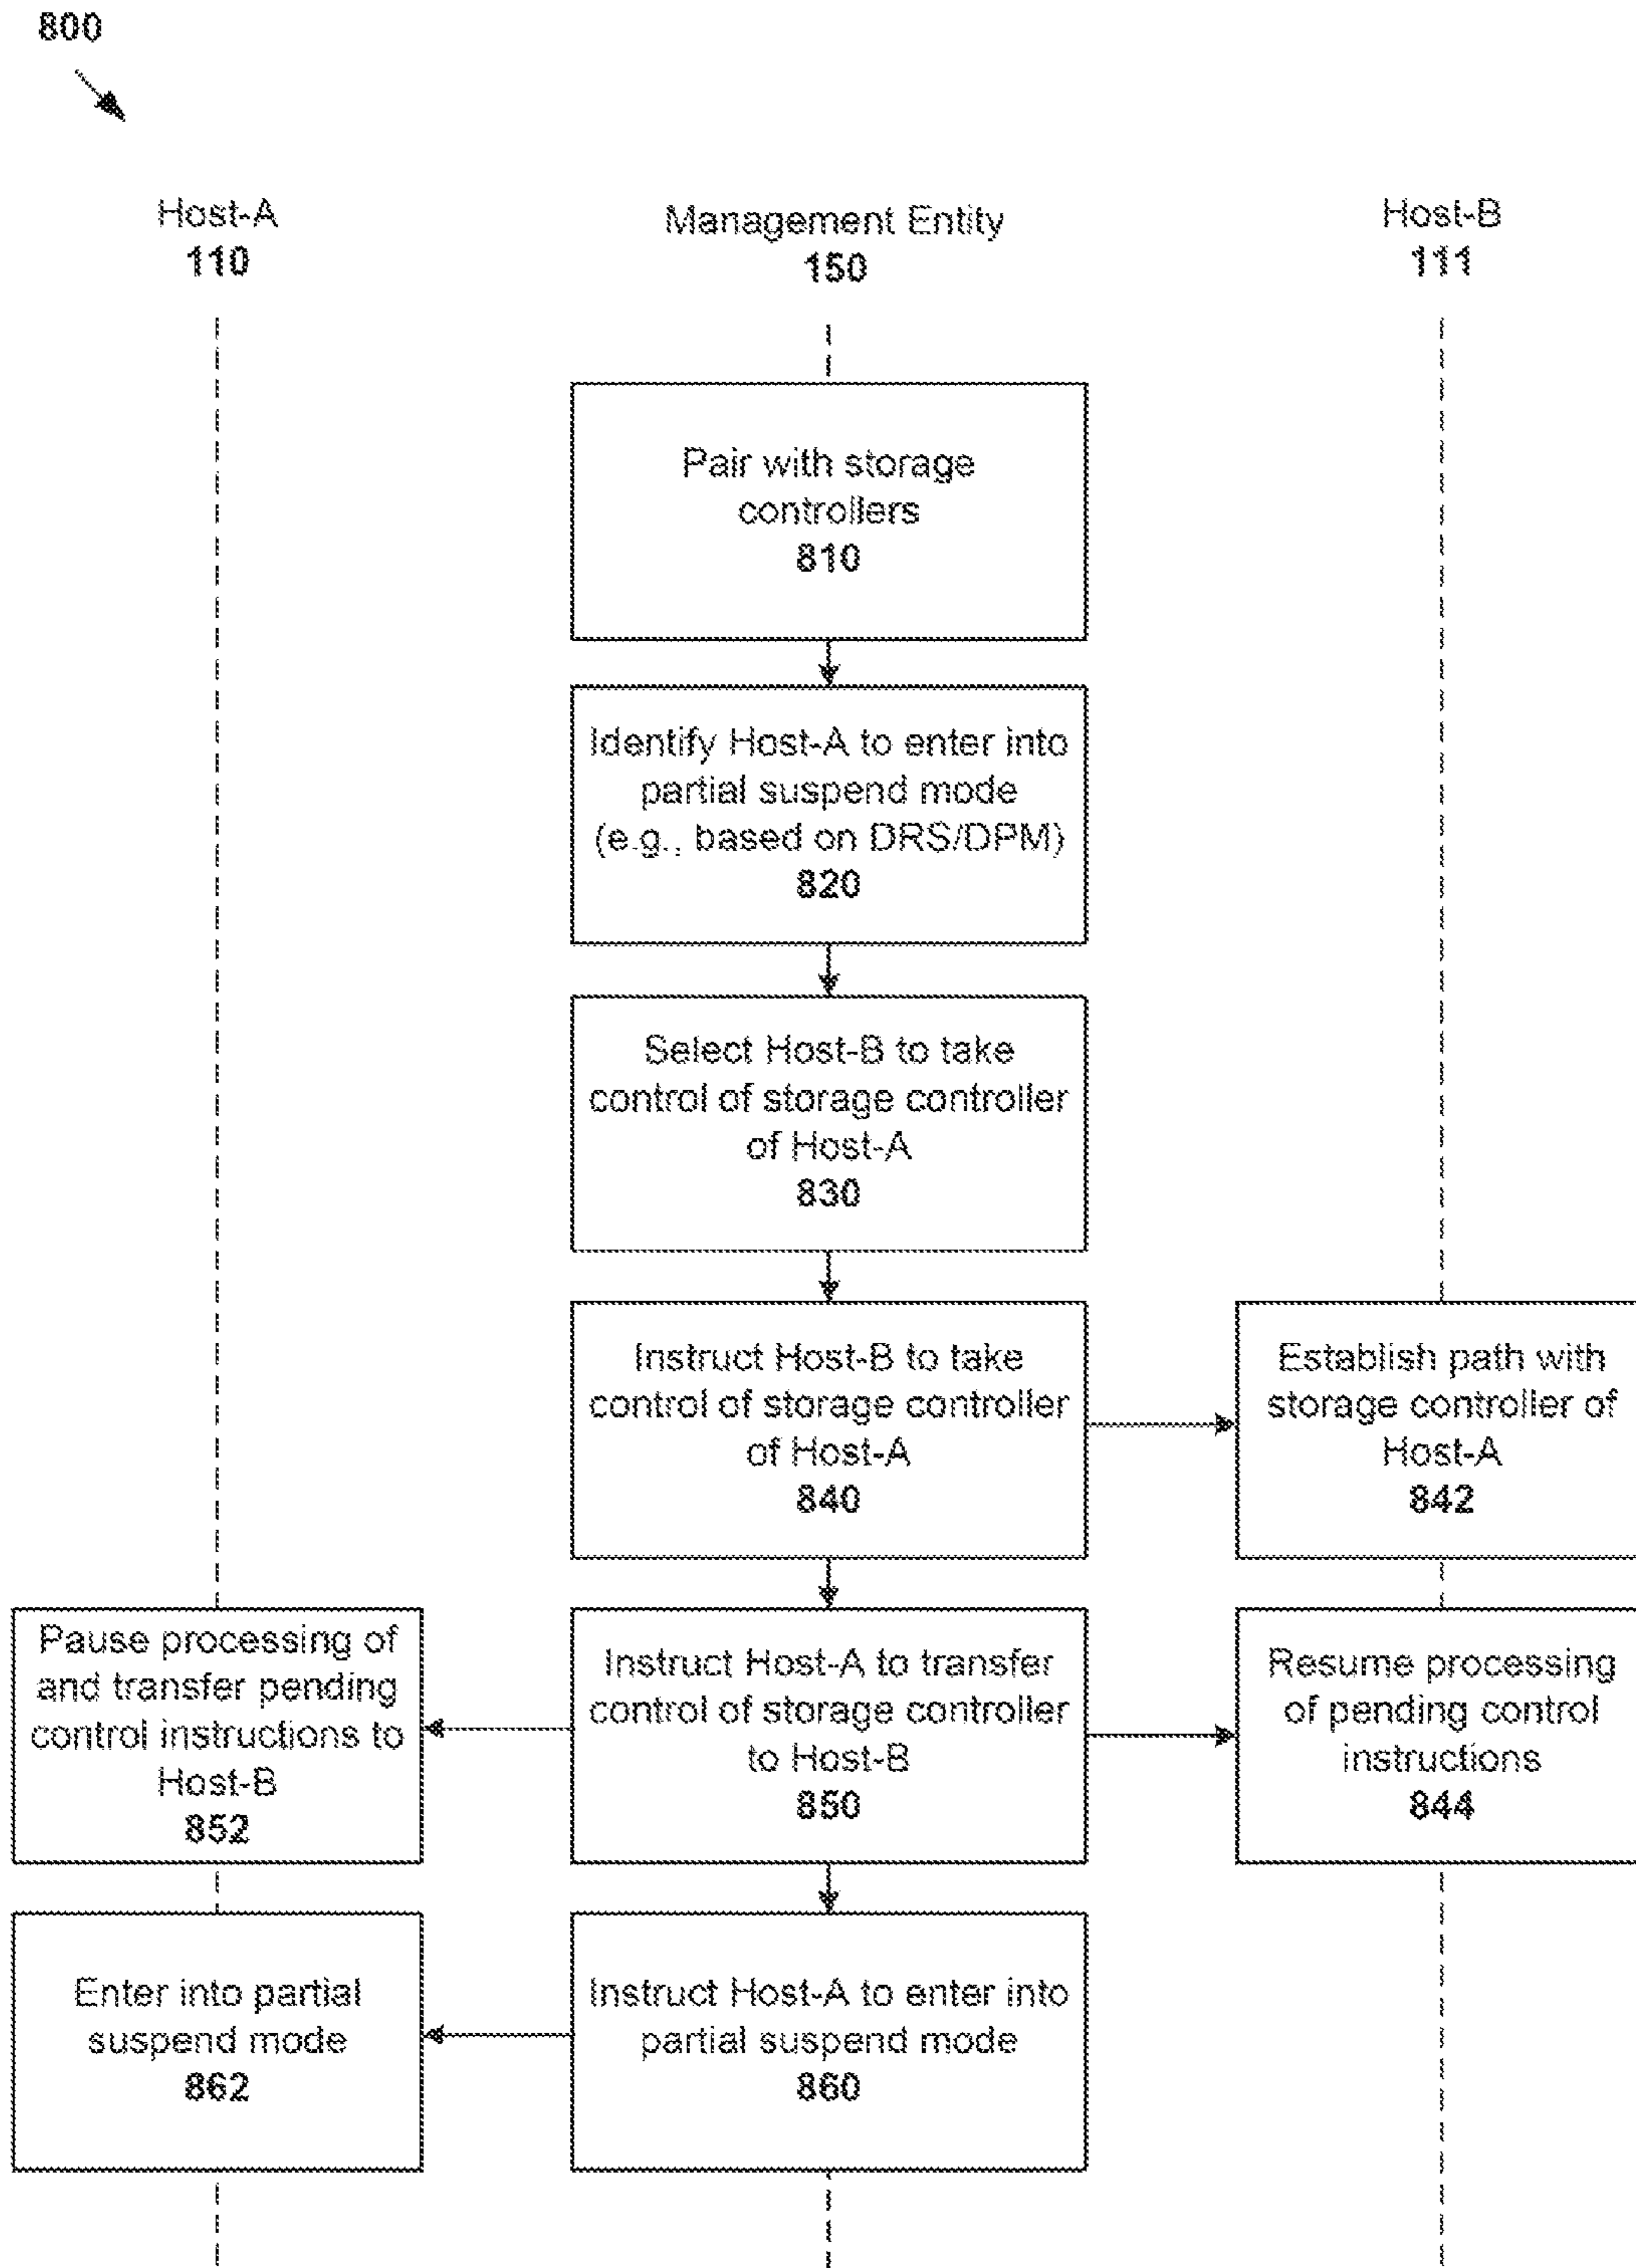 800
Host-A
110
Management Entity
150
Host-B
111
Pair with storage
controllers
810
Identify Host-A to enter into
partial suspend mode
(e.g., based on DRS/DPM)
820
Select Host-B to take
control of storage controller
of Host-A
830
Instruct Host-B to take
control of storage controller
of Host-A
840
Establish path with
storage controller of
Host-A
842
Pause processing of
and transfer pending
control instructions to
Host-B
852
Instruct Host-A to transfer
control of storage controller
to Host-B
850
Resume processing
of pending control
instructions
844
Enter into partial
suspend mode
862
Instruct Host-A to enter into
partial suspend mode
860